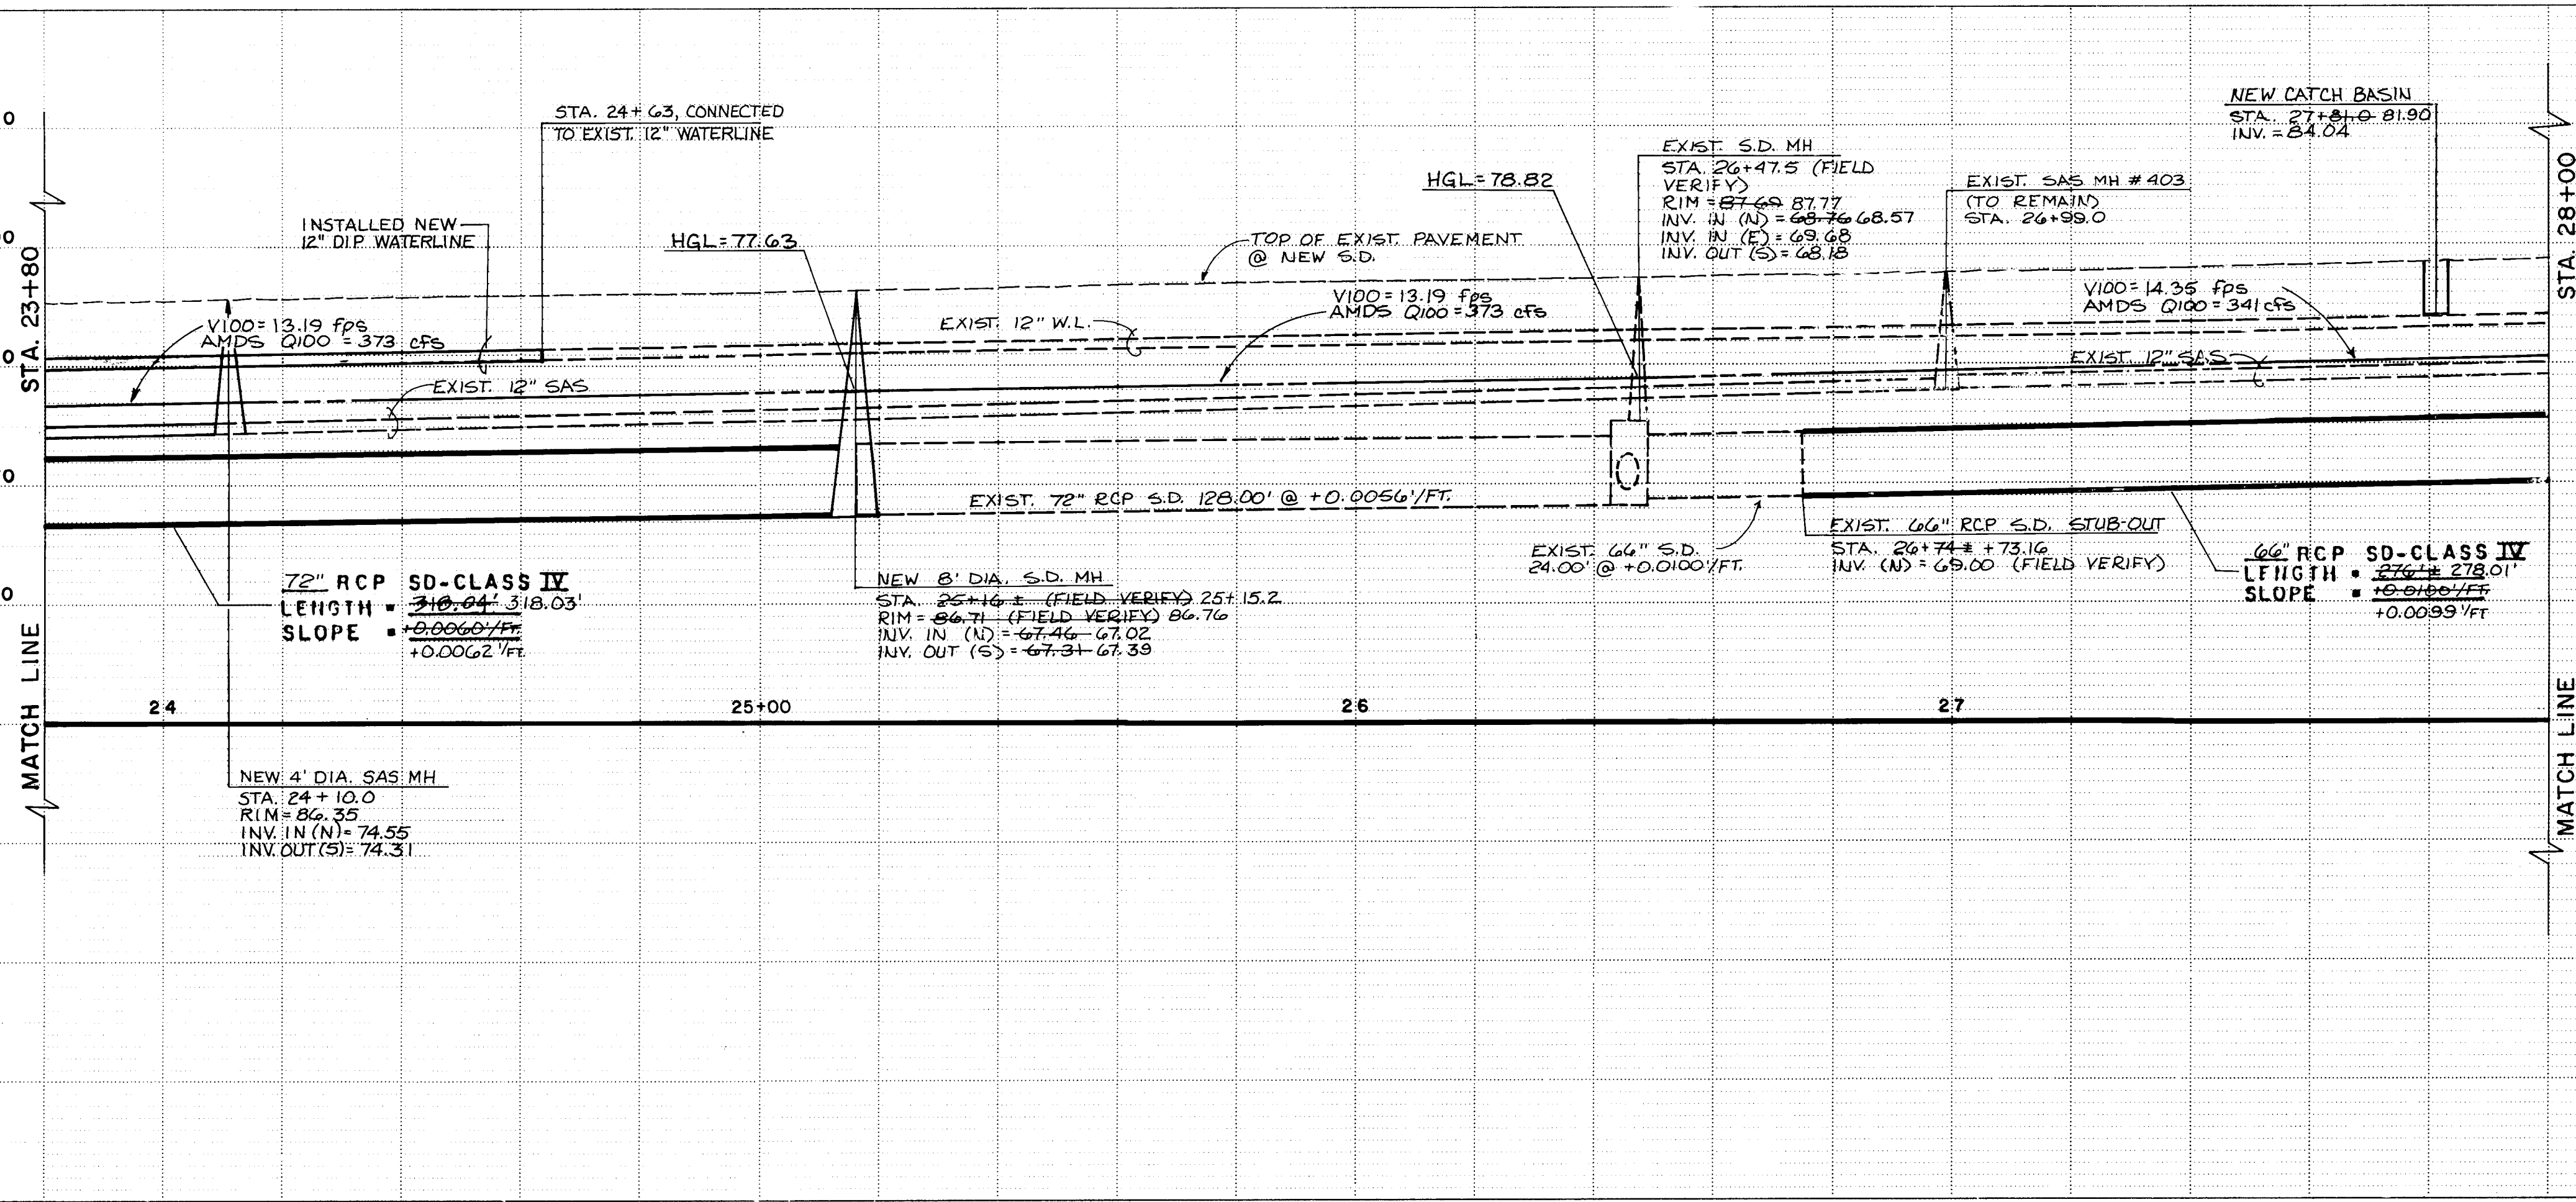 STA. 24+63, CONNECTED
TO EXIST. 12" WATERLINE
NEW CATCH BASIN
STA. 27+81.0 81.90
INV. = 84.04
EXIST. S.D. MH
STA. 26+47.5 (FIELD
VERIFY)
RIM = 87.69 87.77
INV. IN (N) = 68.76 68.57
INV. IN (E) = 69.68
INV. OUT (S) = 68.18
HGL = 78.82
EXIST. SAS MH # 403
(TO REMAIN)
STA. 26+99.0
INSTALLED NEW
12" DIP WATERLINE
HGL = 77.63
TOP OF EXIST. PAVEMENT
@ NEW S.D.
STA. 23+80
STA. 28+00
0
0
0
0
0
V100 = 13.19 fps
AMDS Q100 = 373 cfs
EXIST. 12" W.L.
V100 = 13.19 fps
AMDS Q100 = 373 cfs
V100 = 14.35 fps
AMDS Q100 = 341 cfs
EXIST. 12" SAS
EXIST. 12" SAS
EXIST. 72" RCP S.D. 128.00' @ +0.0056'/FT.
EXIST. 66" S.D.
24.00' @ +0.0100'/FT.
EXIST. 66" RCP S.D. STUB-OUT
STA. 26+74± +73.16
INV. (N) = 69.00 (FIELD VERIFY)
72" RCP SD-CLASS IV
LENGTH = 318.04' 318.03'
SLOPE = +0.0060'/FT.
+0.0062'/FT.
NEW 8' DIA. S.D. MH
STA. 25+16 ± (FIELD VERIFY) 25+15.2
RIM = 86.71 (FIELD VERIFY) 86.76
INV. IN (N) = 67.46 67.02
INV. OUT (S) = 67.31 67.39
66" RCP SD-CLASS IV
LENGTH = 276'± 278.01'
SLOPE = +0.0100'/FT.
+0.0099'/FT
24
25+00
26
27
MATCH LINE
MATCH LINE
NEW 4' DIA. SAS MH
STA. 24 + 10.0
RIM = 86.35
INV. IN (N) = 74.55
INV. OUT (S) = 74.31